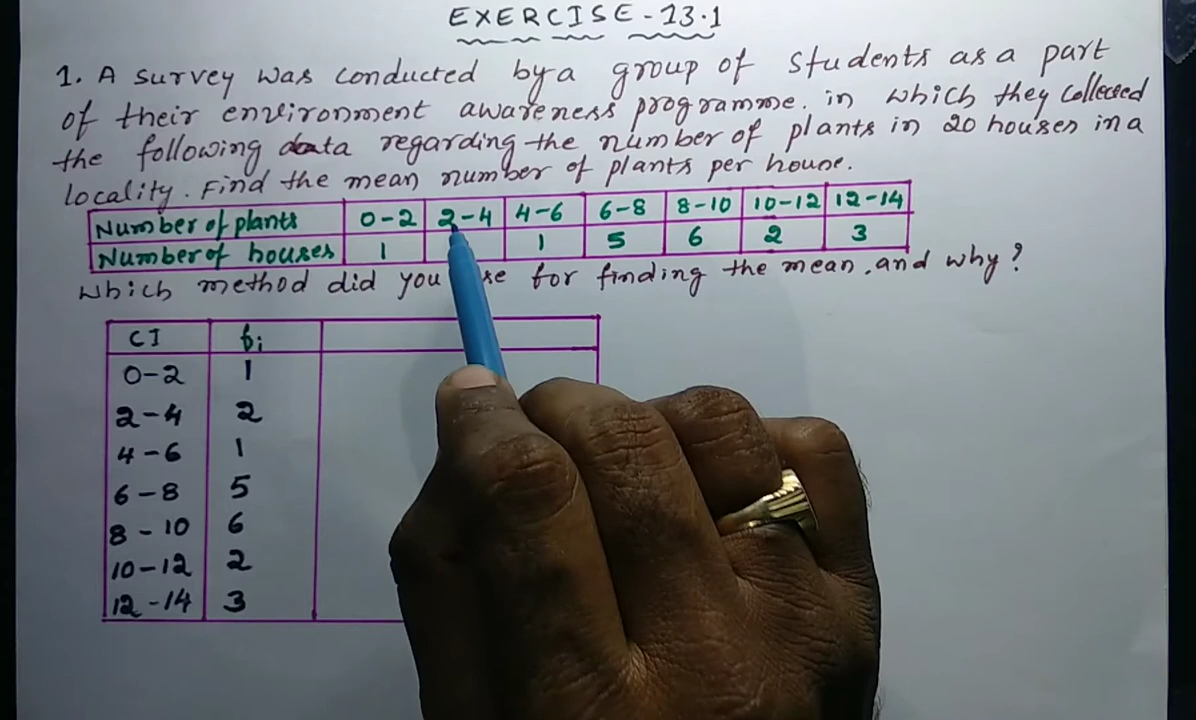 EXERCISE-13.1
1. A survey was conducted by a group of students as a part
of their environment awareness programme. in which they collected
the following data regarding the number of plants in 20 houses in a
locality. Find the mean number of plants per house.
Number of plants 0-2 2-4 4-6 6-8 8-10 10-12 12-14
Number of houses 1 1 5 6 2 3
Which method did you for finding the mean. and why?
CI fi
0-2 1
2-4 2
4-6 1
6-8 5
8-10 6
10-12 2
12-14 3